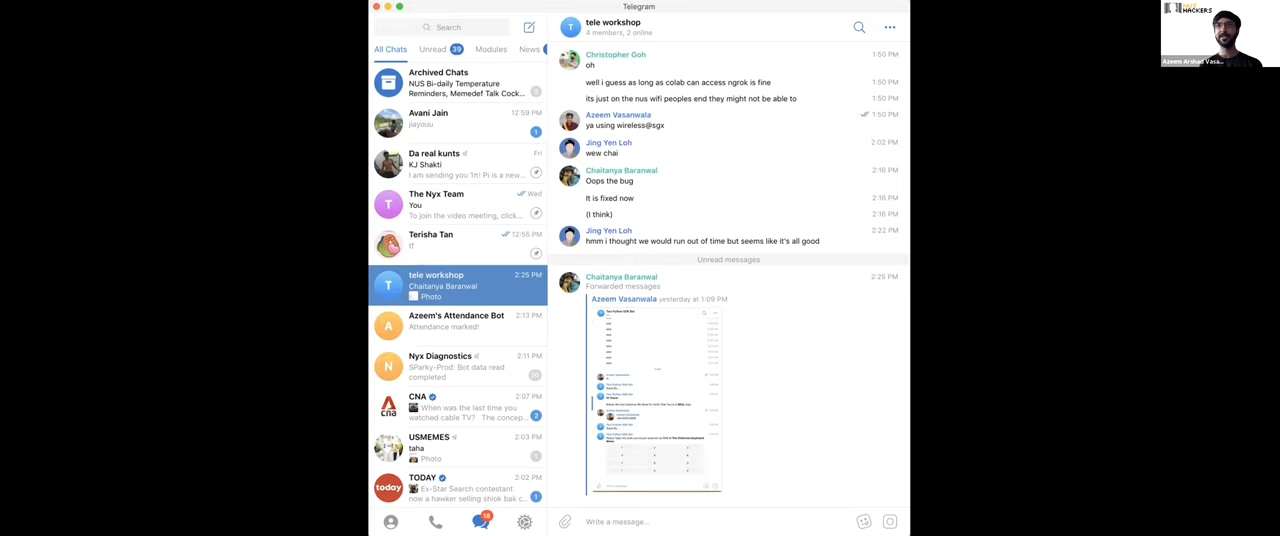 Telegram
Search
All Chats
Unread 39
Modules
News
Archived Chats
NUS Bi-daily Temperature
Reminders, Memedef Talk Cock...
Avani Jain 12:59 PM
jiayouu
1
Da real kunts Fri
KJ Shakti
I am sending you 1π! Pi is a new...
The Nyx Team Wed
You
To join the video meeting, click...
Terisha Tan 12:55 PM
tf
tele workshop 2:25 PM
Chaitanya Baranwal
Photo
Azeem's Attendance Bot 2:13 PM
Attendance marked!
Nyx Diagnostics 2:11 PM
SParky-Prod: Bot data read
completed
CNA 2:07 PM
When was the last time you
watched cable TV? The concep...
2
USMEMES 2:03 PM
taha
Photo
1
TODAY 2:02 PM
Ex-Star Search contestant
now a hawker selling shiok bak c...
1
18
T
tele workshop
4 members, 2 online
Christopher Goh 1:50 PM
oh
well i guess as long as colab can access ngrok is fine 1:50 PM
its just on the nus wifi peoples end they might not be able to 1:50 PM
Azeem Vasanwala 1:50 PM
ya using wireless@sgx
Jing Yen Loh 2:02 PM
wew chai
Chaitanya Baranwal 2:16 PM
Oops the bug
It is fixed now 2:16 PM
(I think) 2:16 PM
Jing Yen Loh 2:22 PM
hmm i thought we would run out of time but seems like it's all good
Unread messages
Chaitanya Baranwal 2:25 PM
Forwarded messages
Azeem Vasanwala yesterday at 1:09 PM
Write a message...
HACKERS
Azeem Arshad Vasa...